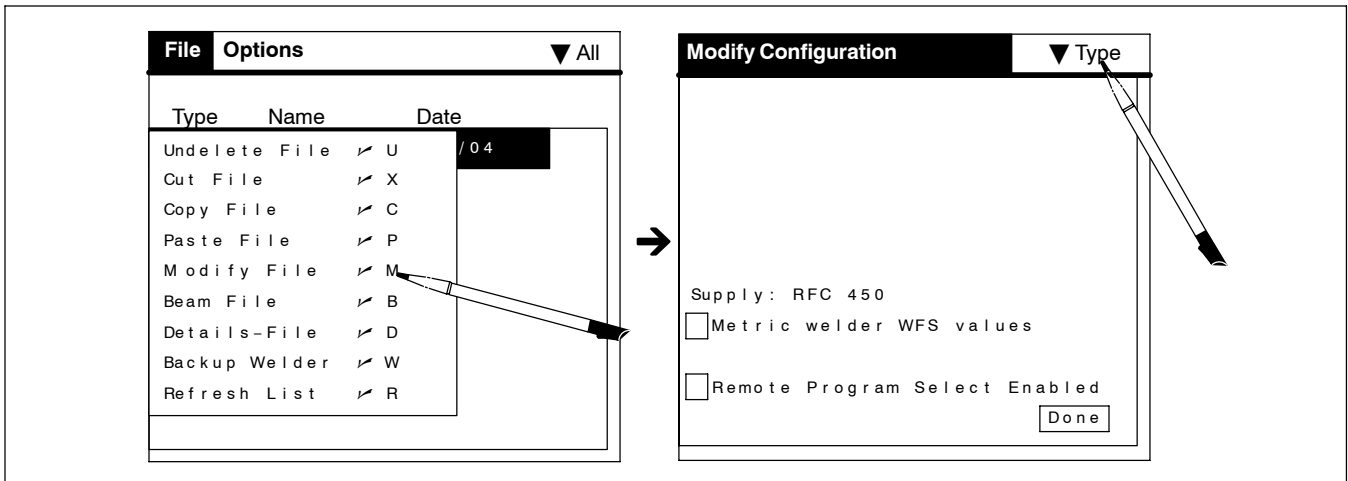 File Options ▼ All
Type Name Date
/04
Undelete File U
Cut File X
Copy File C
Paste File P
Modify File M
Beam File B
Details-File D
Backup Welder W
Refresh List R
Modify Configuration ▼ Type
Supply: RFC 450
Metric welder WFS values
Remote Program Select Enabled
Done